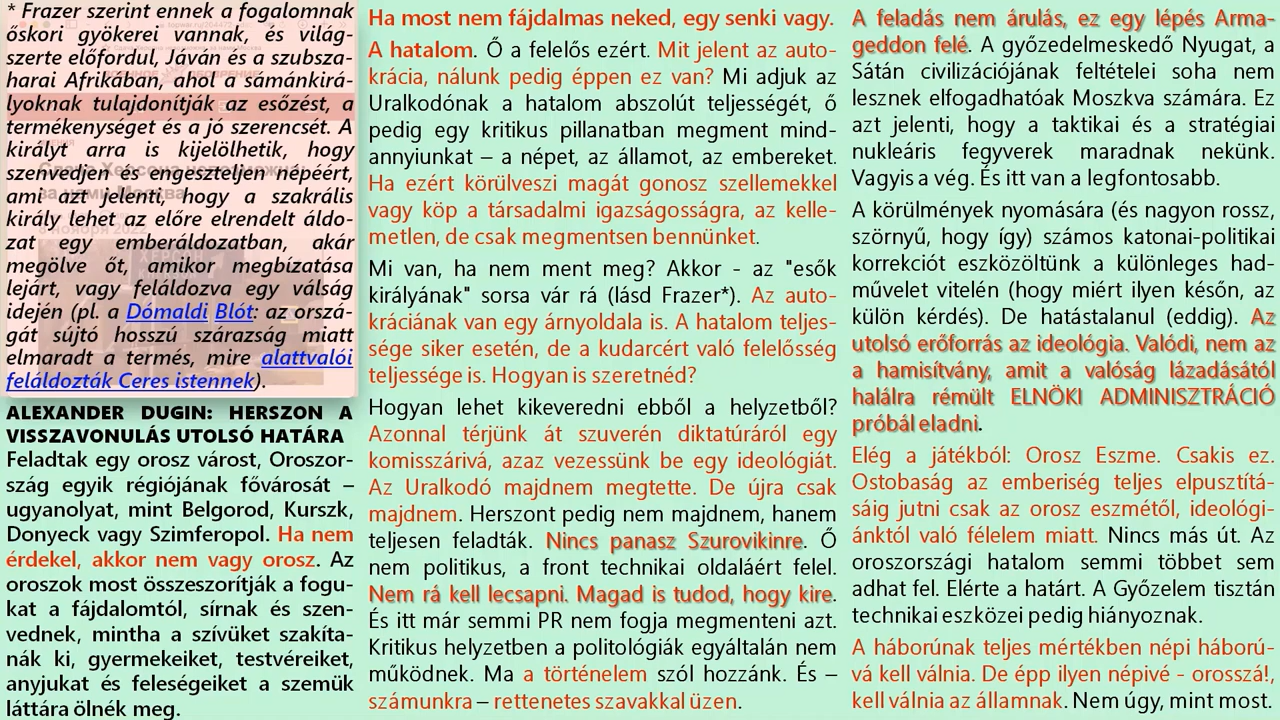 * Frazer szerint ennek a fogalomnak
őskori gyökerei vannak, és világ-
szerte előfordul, Jáván és a szubsza-
harai Afrikában, ahol a sámánkirá-
lyoknak tulajdonítják az esőzést, a
termékenységet és a jó szerencsét. A
királyt arra is kijelölhetik, hogy
szenvedjen és engeszteljen népéért,
ami azt jelenti, hogy a szakrális
király lehet az előre elrendelt áldo-
zat egy emberáldozatban, akár
megölve őt, amikor megbízatása
lejárt, vagy feláldozva egy válság
idején (pl. a Dómaldi Blót: az orszá-
gát sújtó hosszú szárazság miatt
elmaradt a termés, mire alattvalói
feláldozták Ceres istennek).
ALEXANDER DUGIN: HERSZON A
VISSZAVONULÁS UTOLSÓ HATÁRA
Feladtak egy orosz várost, Oroszor-
szág egyik régiójának fővárosát –
ugyanolyat, mint Belgorod, Kurszk,
Donyeck vagy Szimferopol. Ha nem
érdekel, akkor nem vagy orosz. Az
oroszok most összeszorítják a fogu-
kat a fájdalomtól, sírnak és szen-
vednek, mintha a szívüket szakíta-
nák ki, gyermekeiket, testvéreiket,
anyjukat és feleségeiket a szemük
láttára ölnék meg.
Ha most nem fájdalmas neked, egy senki vagy.
A hatalom. Ő a felelős ezért. Mit jelent az auto-
krácia, nálunk pedig éppen ez van? Mi adjuk az
Uralkodónak a hatalom abszolút teljességét, ő
pedig egy kritikus pillanatban megment mind-
annyiunkat – a népet, az államot, az embereket.
Ha ezért körülveszi magát gonosz szellemekkel
vagy köp a társadalmi igazságosságra, az kelle-
metlen, de csak megmentsen bennünket.
Mi van, ha nem ment meg? Akkor - az "esők
királyának" sorsa vár rá (lásd Frazer*). Az auto-
kráciának van egy árnyoldala is. A hatalom teljes-
sége siker esetén, de a kudarcért való felelősség
teljessége is. Hogyan is szeretnéd?
Hogyan lehet kikeveredni ebből a helyzetből?
Azonnal térjünk át szuverén diktatúráról egy
komisszárivá, azaz vezessünk be egy ideológiát.
Az Uralkodó majdnem megtette. De újra csak
majdnem. Herszont pedig nem majdnem, hanem
teljesen feladták. Nincs panasz Szurovikinre. Ő
nem politikus, a front technikai oldaláért felel.
Nem rá kell lecsapni. Magad is tudod, hogy kire.
És itt már semmi PR nem fogja megmenteni azt.
Kritikus helyzetben a politológiák egyáltalán nem
működnek. Ma a történelem szól hozzánk. És –
számunkra – rettenetes szavakkal üzen.
A feladás nem árulás, ez egy lépés Arma-
geddon felé. A győzedelmeskedő Nyugat, a
Sátán civilizációjának feltételei soha nem
lesznek elfogadhatóak Moszkva számára. Ez
azt jelenti, hogy a taktikai és a stratégiai
nukleáris fegyverek maradnak nekünk.
Vagyis a vég. És itt van a legfontosabb.
A körülmények nyomására (és nagyon rossz,
szörnyű, hogy így) számos katonai-politikai
korrekciót eszközöltünk a különleges had-
művelet vitelén (hogy miért ilyen későn, az
külön kérdés). De hatástalanul (eddig). Az
utolsó erőforrás az ideológia. Valódi, nem az
a hamisítvány, amit a valóság lázadásától
halálra rémült ELNÖKI ADMINISZTRÁCIÓ
próbál eladni.
Elég a játékból: Orosz Eszme. Csakis ez.
Ostobaság az emberiség teljes elpusztítá-
sáig jutni csak az orosz eszmétől, ideológi-
ánktól való félelem miatt. Nincs más út. Az
oroszországi hatalom semmi többet sem
adhat fel. Elérte a határt. A Győzelem tisztán
technikai eszközei pedig hiányoznak.
A háborúnak teljes mértékben népi háború-
vá kell válnia. De épp ilyen népivé - orosszá!,
kell válnia az államnak. Nem úgy, mint most.